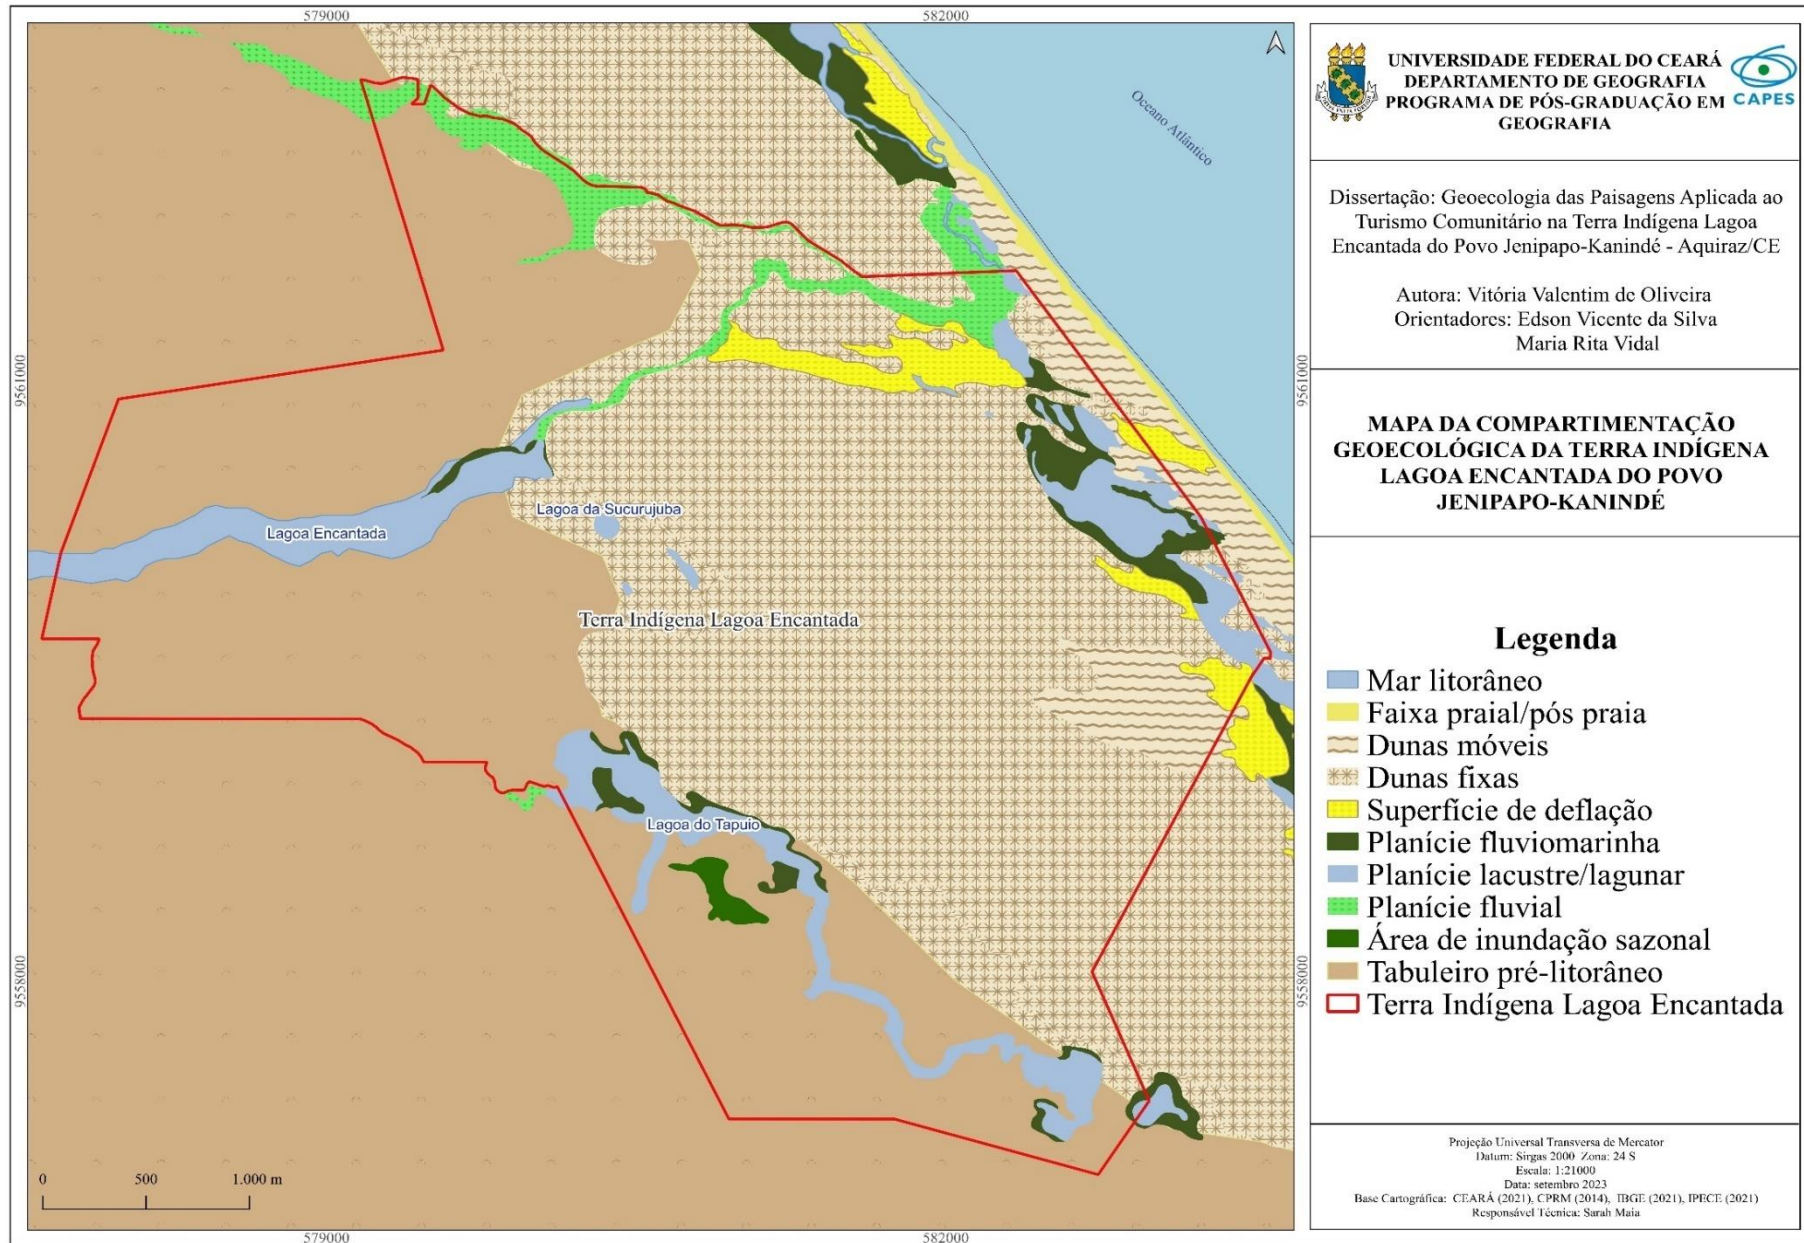 579000
582000
9561000
9558000
Oceano Atlântico
Lagoa da Sucurujuba
Lagoa Encantada
Terra Indígena Lagoa Encantada
Lagoa do Tapuio
0 500 1.000 m
9561000
9558000
579000
582000
UNIVERSIDADE FEDERAL DO CEARÁ
DEPARTAMENTO DE GEOGRAFIA
PROGRAMA DE PÓS-GRADUAÇÃO EM
GEOGRAFIA
CAPES
Dissertação: Geoecologia das Paisagens Aplicada ao
Turismo Comunitário na Terra Indígena Lagoa
Encantada do Povo Jenipapo-Kanindé - Aquiraz/CE
Autora: Vitória Valentim de Oliveira
Orientadores: Edson Vicente da Silva
Maria Rita Vidal
MAPA DA COMPARTIMENTAÇÃO
GEOECOLÓGICA DA TERRA INDÍGENA
LAGOA ENCANTADA DO POVO
JENIPAPO-KANINDÉ
Legenda
Mar litorâneo
Faixa praial/pós praia
Dunas móveis
Dunas fixas
Superfície de deflação
Planície fluviomarinha
Planície lacustre/lagunar
Planície fluvial
Área de inundação sazonal
Tabuleiro pré-litorâneo
Terra Indígena Lagoa Encantada
Projeção Universal Transversa de Mercator
Datum: Sirgas 2000 Zona: 24 S
Escala: 1:21000
Data: setembro 2023
Base Cartográfica: CEARÁ (2021), CPRM (2014), IBGE (2021), IPECE (2021)
Responsável Técnica: Sarah Maia